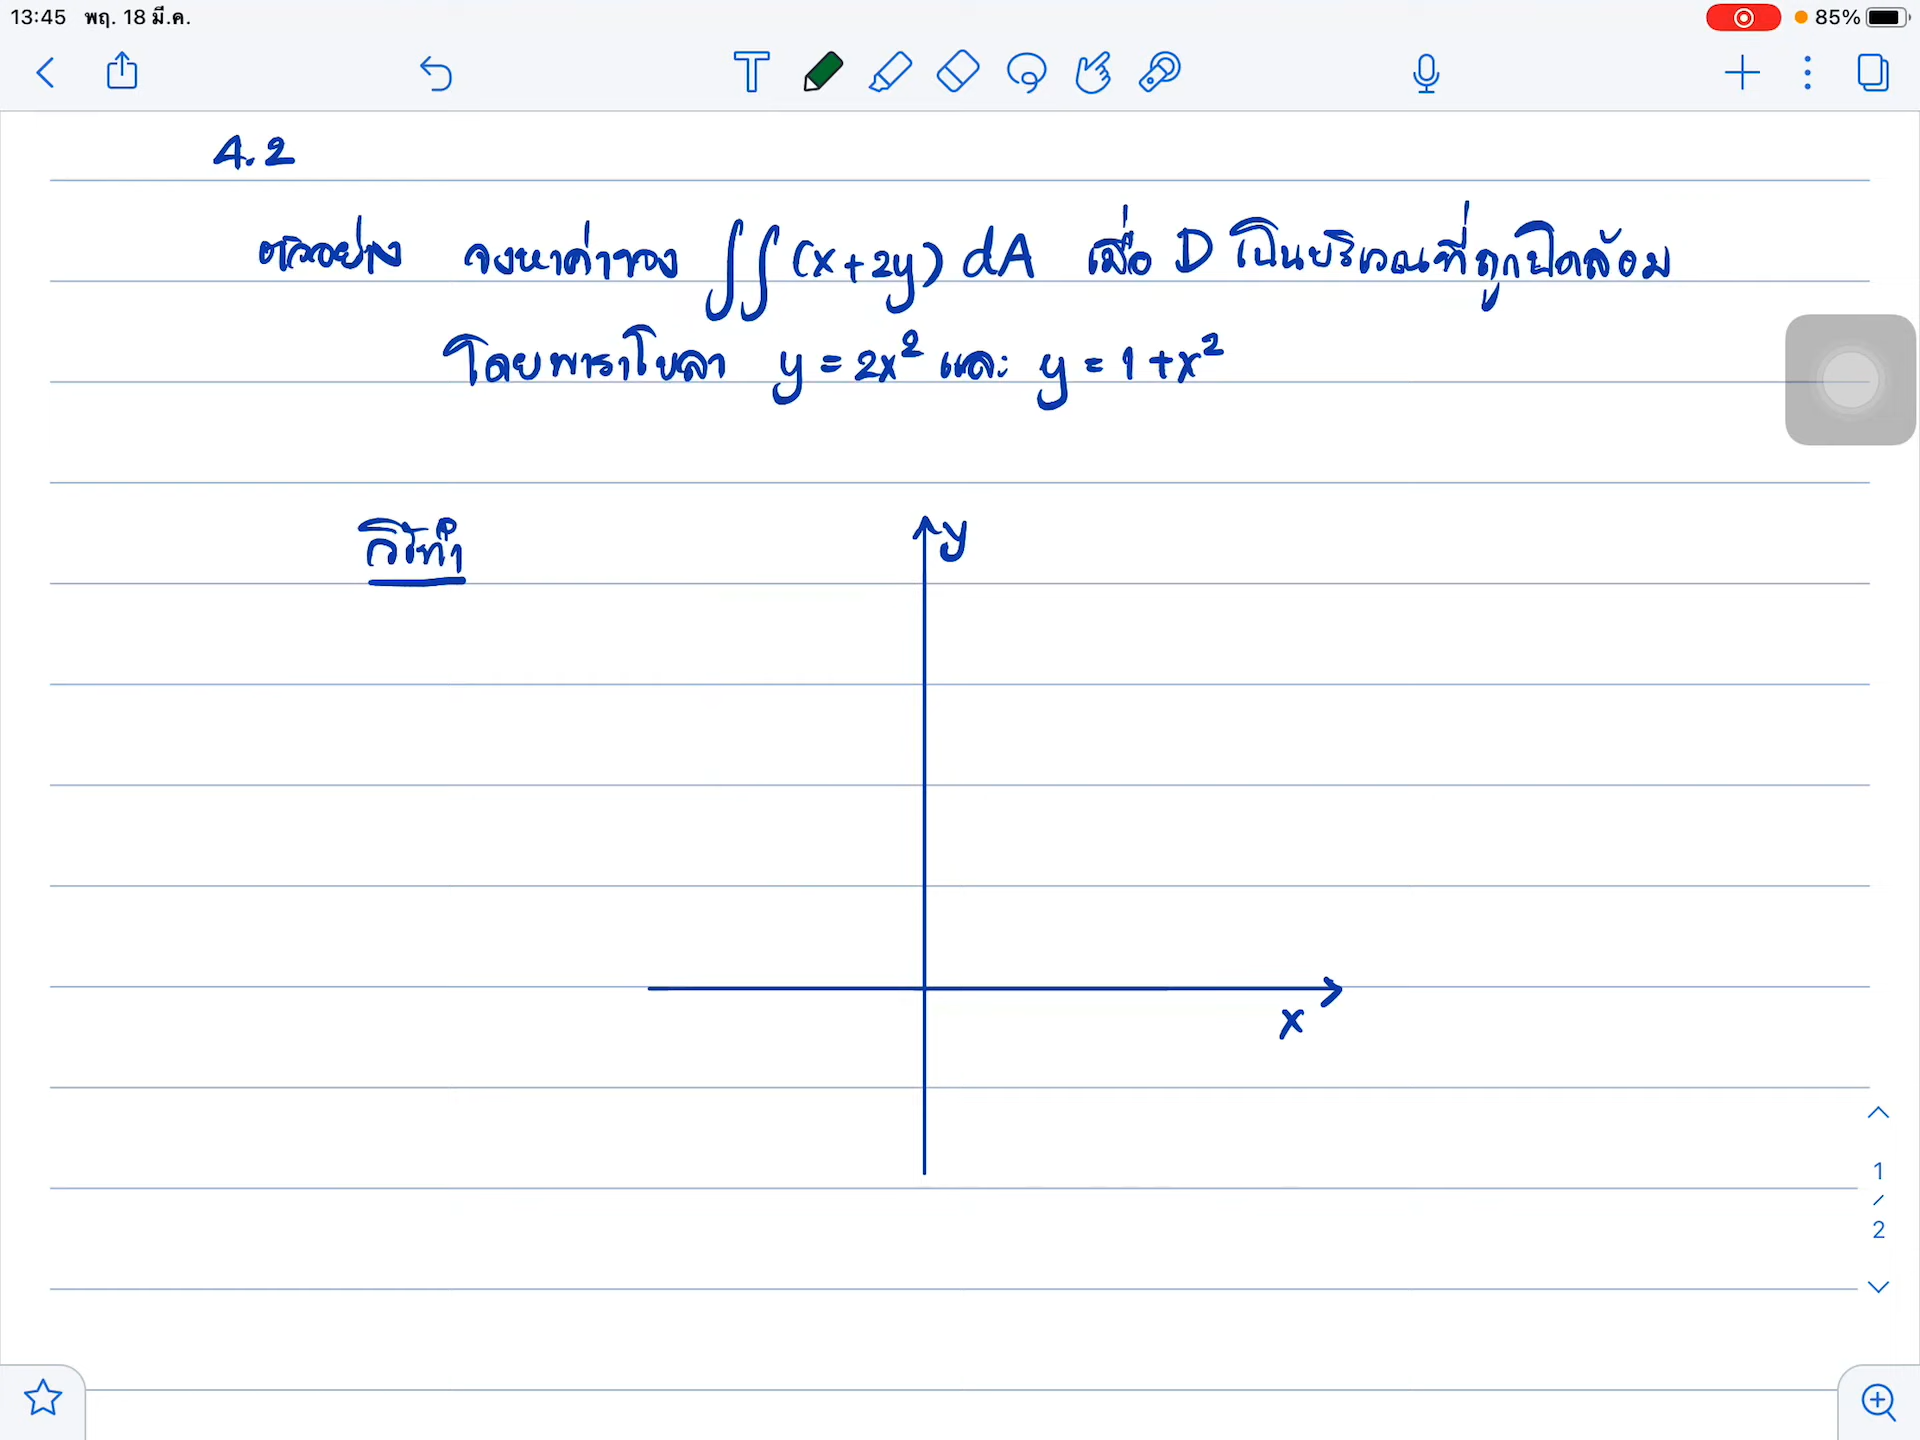 13:45 พฤ. 18 มี.ค. 85%
T
4.2
ตัวอย่าง จงหาค่าของ ∫∫ (x+2y) dA เมื่อ D เป็นบริเวณที่ถูกปิดล้อม
โดยพาราโบลา y = 2x² และ y = 1+x²
วิธีทำ
y
x
1
/
2